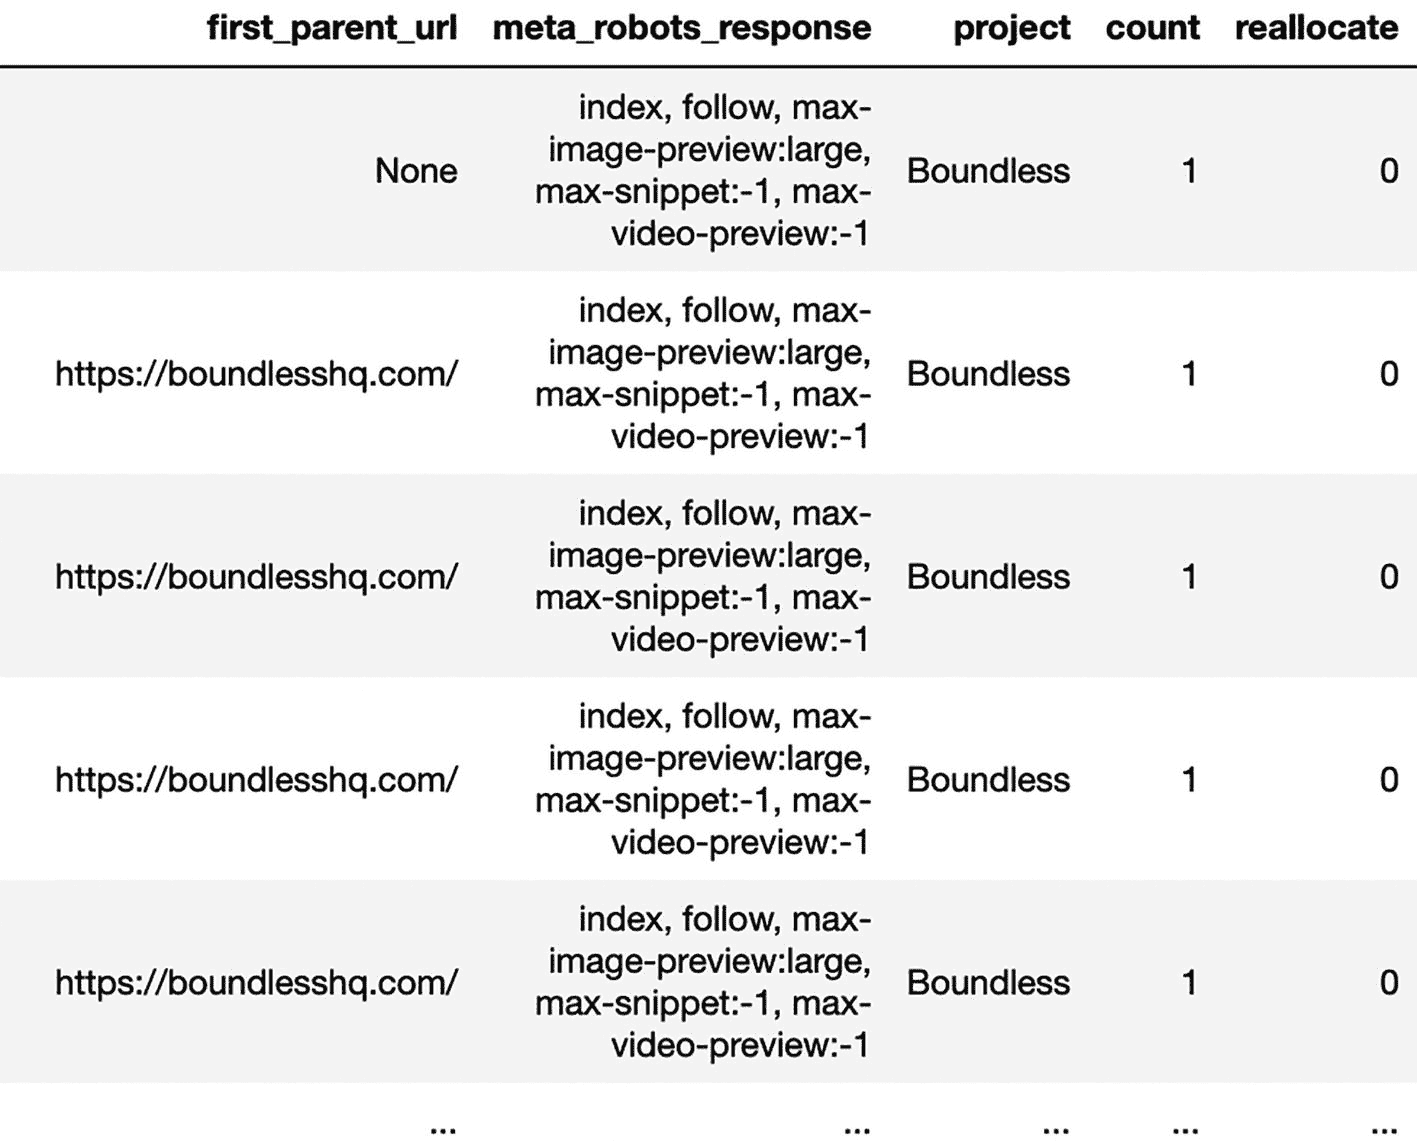 first_parent_url meta_robots_response project count reallocate
index, follow, max-
image-preview:large,
None max-snippet:-1, max- Boundless 1 0
video-preview:-1
index, follow, max-
image-preview:large,
https://boundlesshq.com/ max-snippet:-1, max- Boundless 1 0
video-preview:-1
index, follow, max-
image-preview:large,
https://boundlesshq.com/ max-snippet:-1, max- Boundless 1 0
video-preview:-1
index, follow, max-
image-preview:large,
https://boundlesshq.com/ max-snippet:-1, max- Boundless 1 0
video-preview:-1
index, follow, max-
image-preview:large,
https://boundlesshq.com/ max-snippet:-1, max- Boundless 1 0
video-preview:-1
... ... ... ... ...